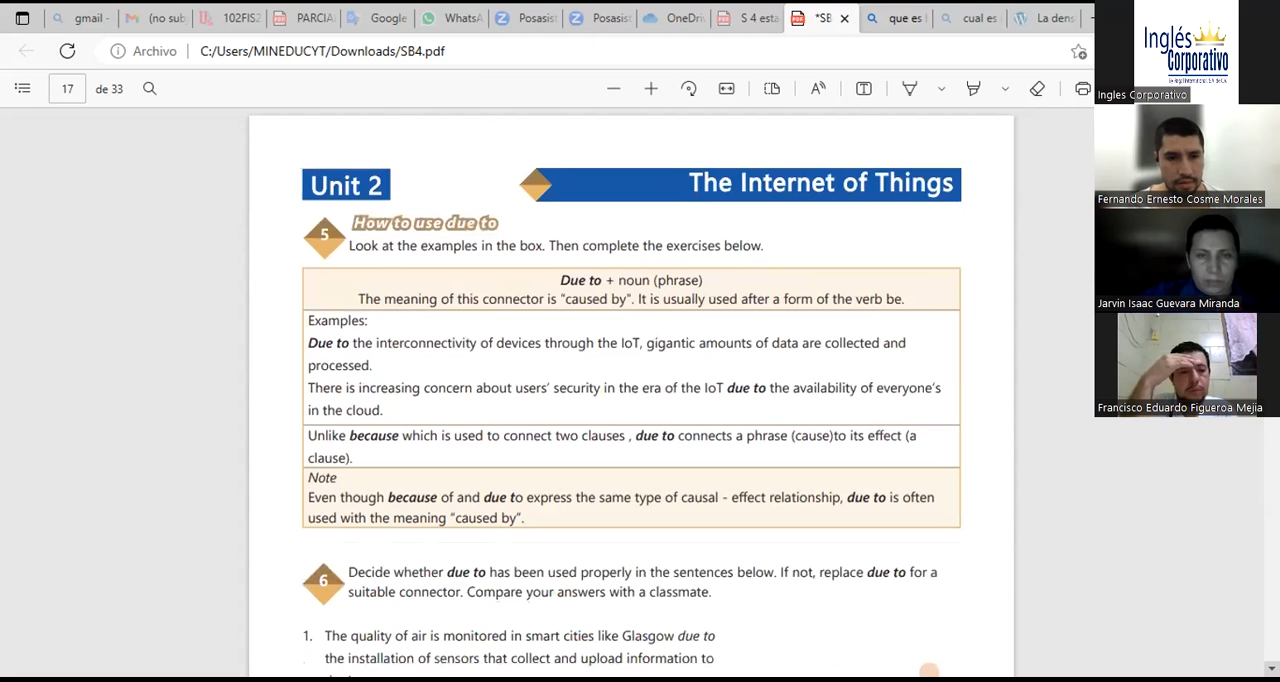 gmail -
(no sub
102FIS2
PARCIA
Google
WhatsA
Posasist
Posasist
OneDri
S 4 esta
*SB
que es
cual es
La dens
Archivo
C:/Users/MINEDUCYT/Downloads/SB4.pdf
17
de 33
Unit 2
The Internet of Things
5
How to use due to
Look at the examples in the box. Then complete the exercises below.
Due to + noun (phrase)
The meaning of this connector is "caused by". It is usually used after a form of the verb be.
Examples:
Due to the interconnectivity of devices through the IoT, gigantic amounts of data are collected and
processed.
There is increasing concern about users' security in the era of the IoT due to the availability of everyone's
in the cloud.
Unlike because which is used to connect two clauses , due to connects a phrase (cause)to its effect (a
clause).
Note
Even though because of and due to express the same type of causal - effect relationship, due to is often
used with the meaning "caused by".
6
Decide whether due to has been used properly in the sentences below. If not, replace due to for a
suitable connector. Compare your answers with a classmate.
1. The quality of air is monitored in smart cities like Glasgow due to
the installation of sensors that collect and upload information to
Inglés
Corporativo
Ingles Corporativo
Fernando Ernesto Cosme Morales
Jarvin Isaac Guevara Miranda
Francisco Eduardo Figueroa Mejia